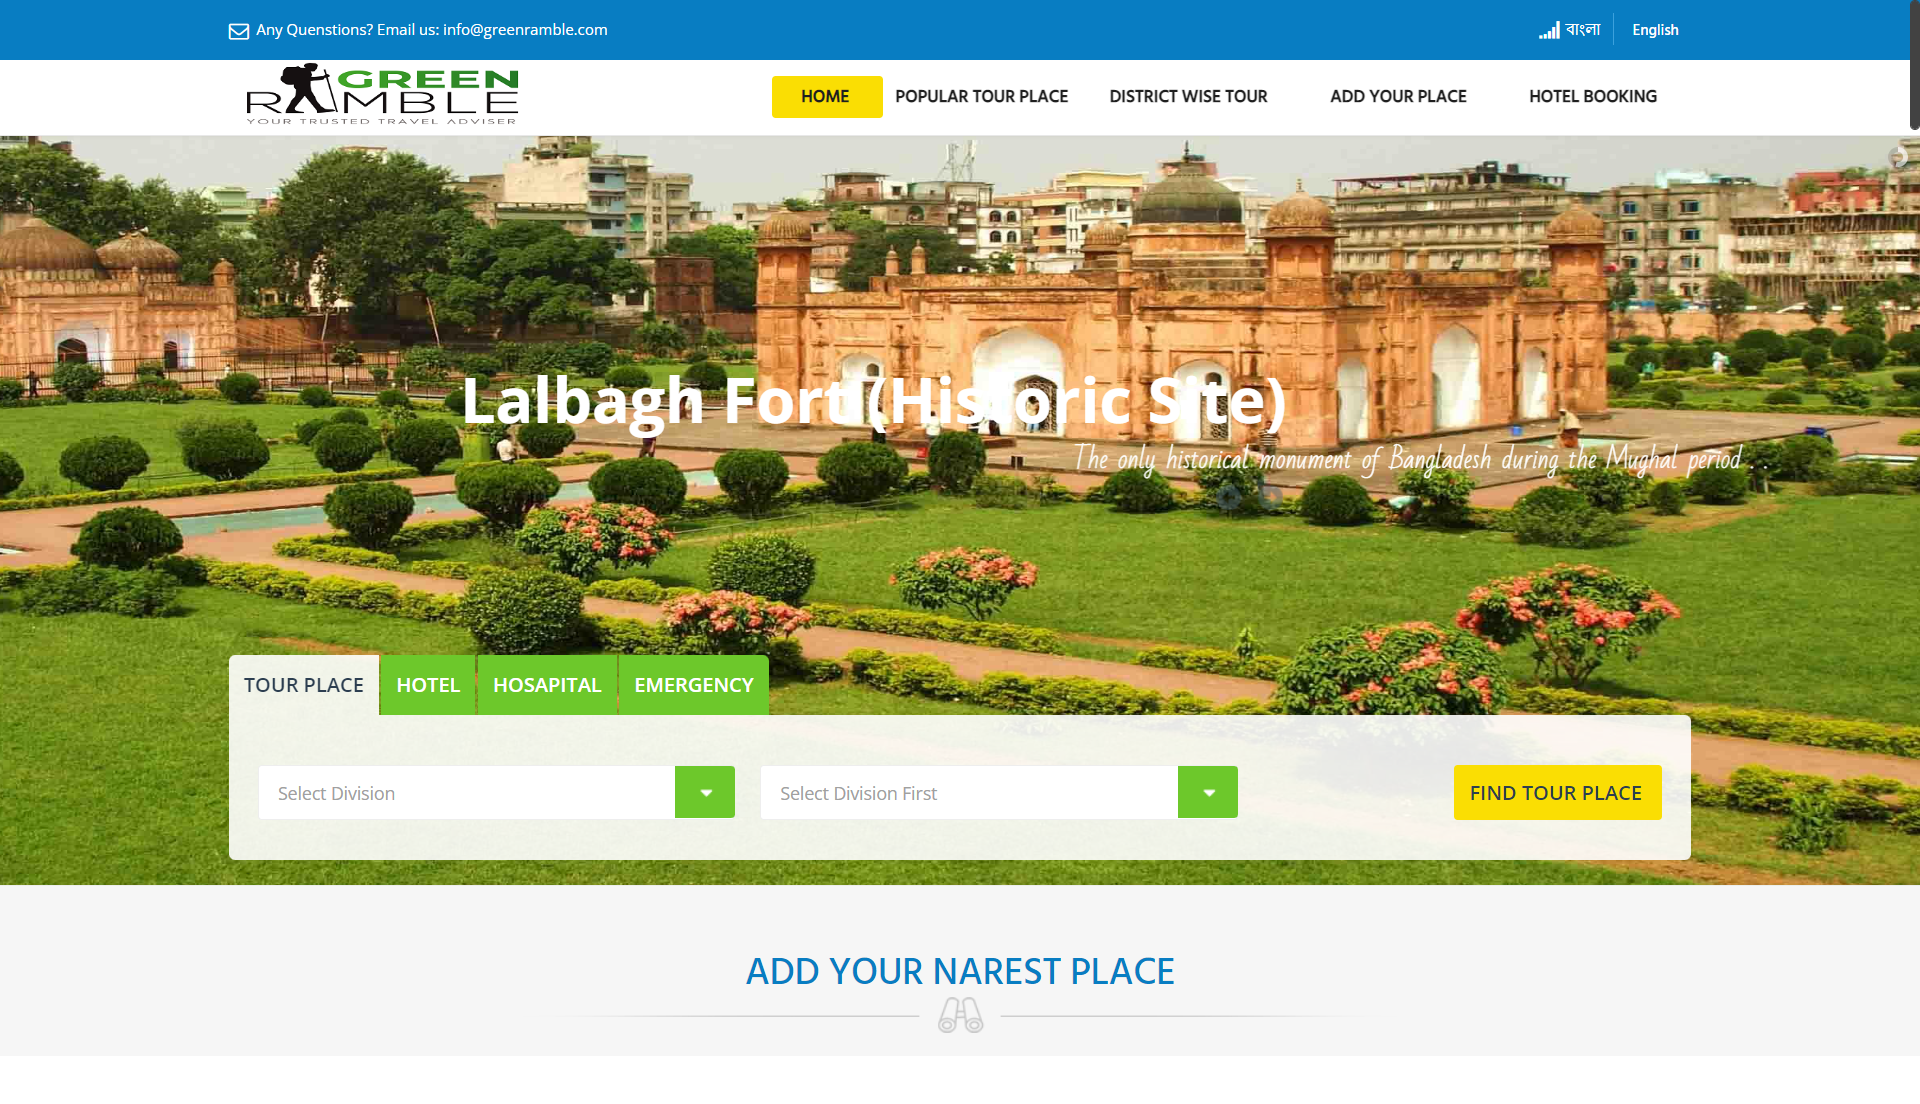 Any Quenstions? Email us: info@greenramble.com
বাংলা
English
GREEN
RAMBLE
YOUR TRUSTED TRAVEL ADVISER
HOME
POPULAR TOUR PLACE
DISTRICT WISE TOUR
ADD YOUR PLACE
HOTEL BOOKING
Lalbagh Fort (Historic Site)
The only historical monument of Bangladesh during the Mughal period . .
TOUR PLACE
HOTEL
HOSAPITAL
EMERGENCY
Select Division
Select Division First
FIND TOUR PLACE
ADD YOUR NAREST PLACE